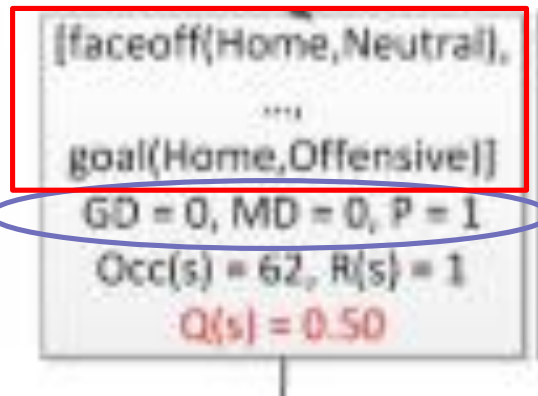 [faceoff(Home,Neutral),
...,
goal(Home,Offensive)]
GD = 0, MD = 0, P = 1
Occ(s) = 62, R(s) = 1
Q(s) = 0.50